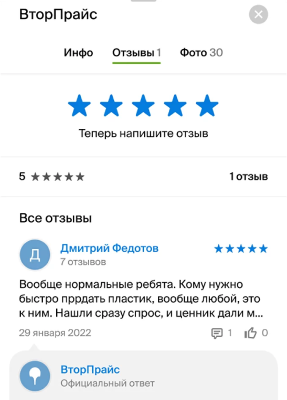 ВторПрайс
Инфо Отзывы 1 Фото 30
Теперь напишите отзыв
5 1 отзыв
Все отзывы
Д Дмитрий Федотов
7 отзывов
Вообще нормальные ребята. Кому нужно
быстро пррдать пластик, вообще любой, это
к ним. Нашли сразу спрос, и ценник дали м...
29 января 2022 1 0
ВторПрайс
Официальный ответ